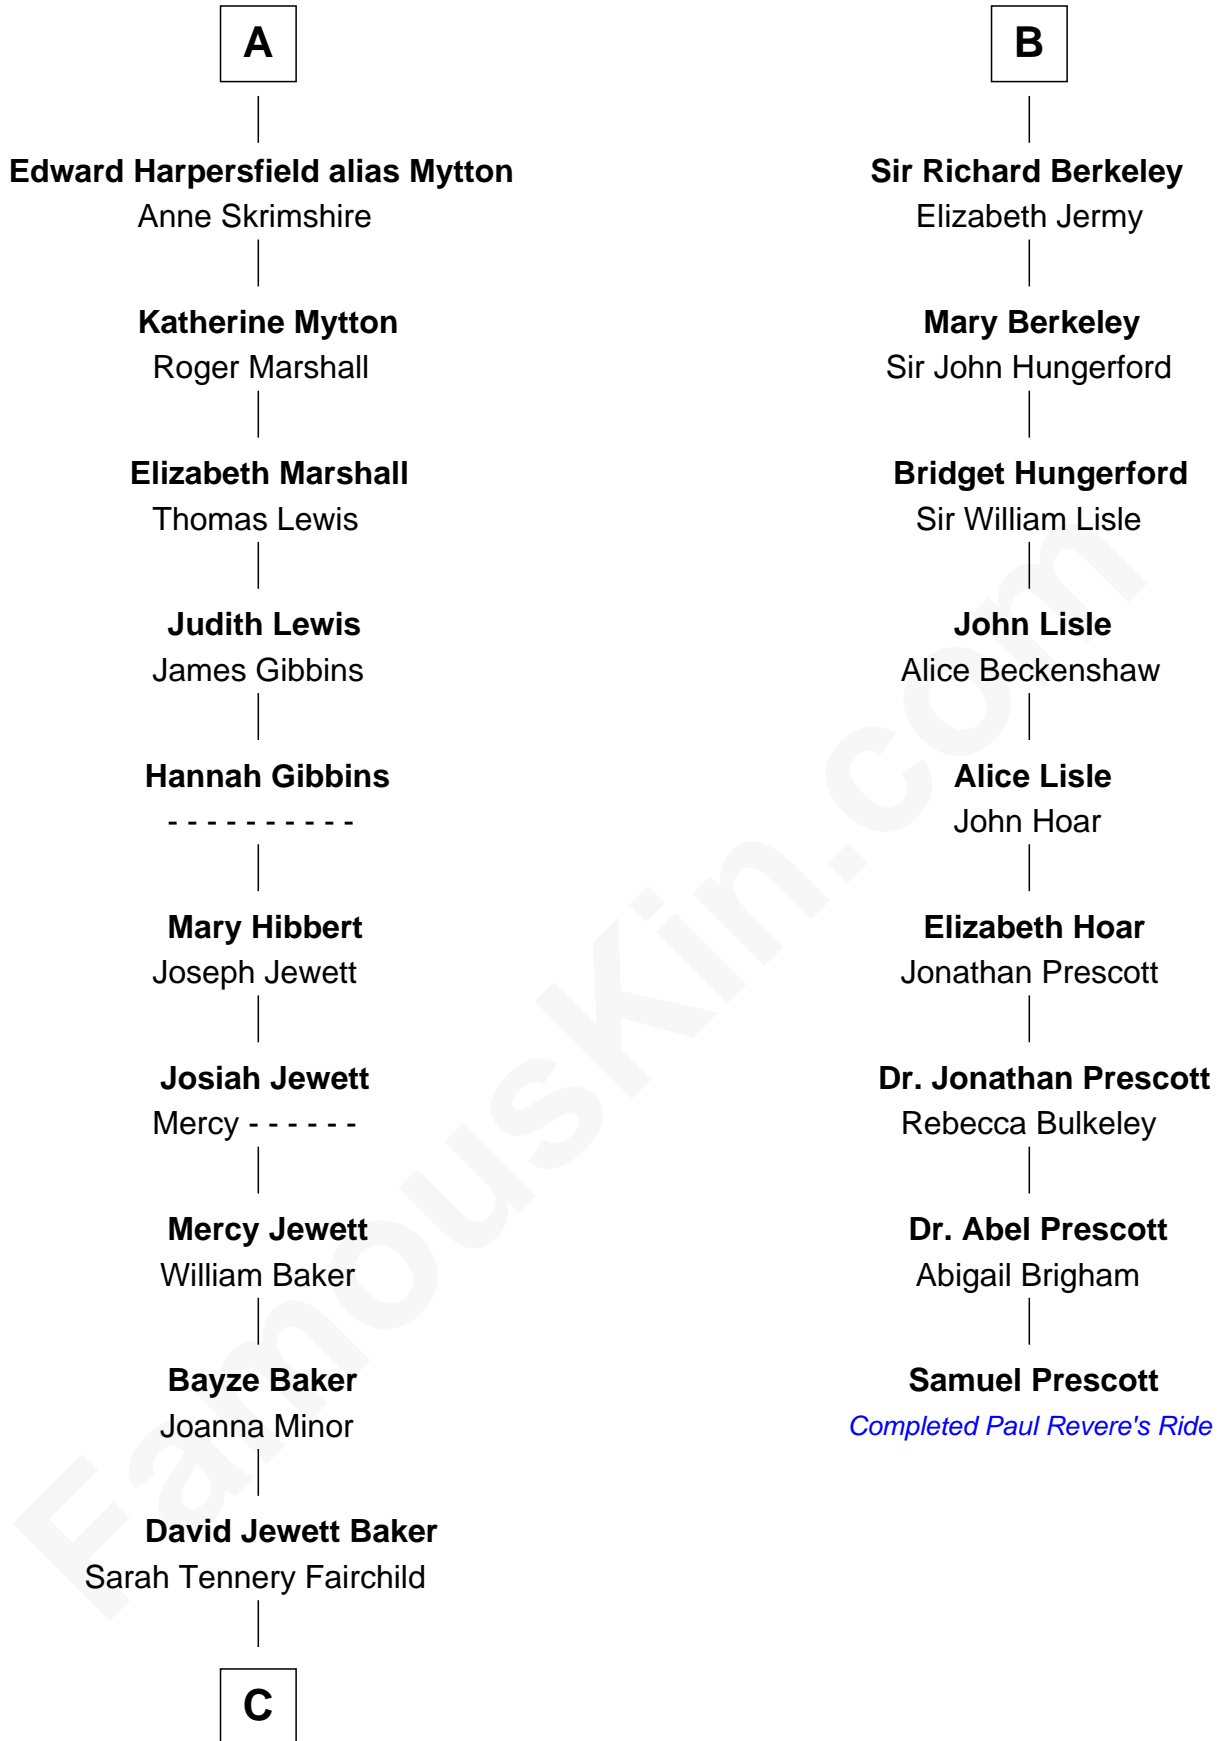 A
Edward Harpersfield alias Mytton
Anne Skrimshire
Katherine Mytton
Roger Marshall
Elizabeth Marshall
Thomas Lewis
Judith Lewis
James Gibbins
Hannah Gibbins
- - - - - - - - - -
Mary Hibbert
Joseph Jewett
Josiah Jewett
Mercy - - - - - -
Mercy Jewett
William Baker
Bayze Baker
Joanna Minor
David Jewett Baker
Sarah Tennery Fairchild
C
B
Sir Richard Berkeley
Elizabeth Jermy
Mary Berkeley
Sir John Hungerford
Bridget Hungerford
Sir William Lisle
John Lisle
Alice Beckenshaw
Alice Lisle
John Hoar
Elizabeth Hoar
Jonathan Prescott
Dr. Jonathan Prescott
Rebecca Bulkeley
Dr. Abel Prescott
Abigail Brigham
Samuel Prescott
Completed Paul Revere's Ride
FamousKin.com